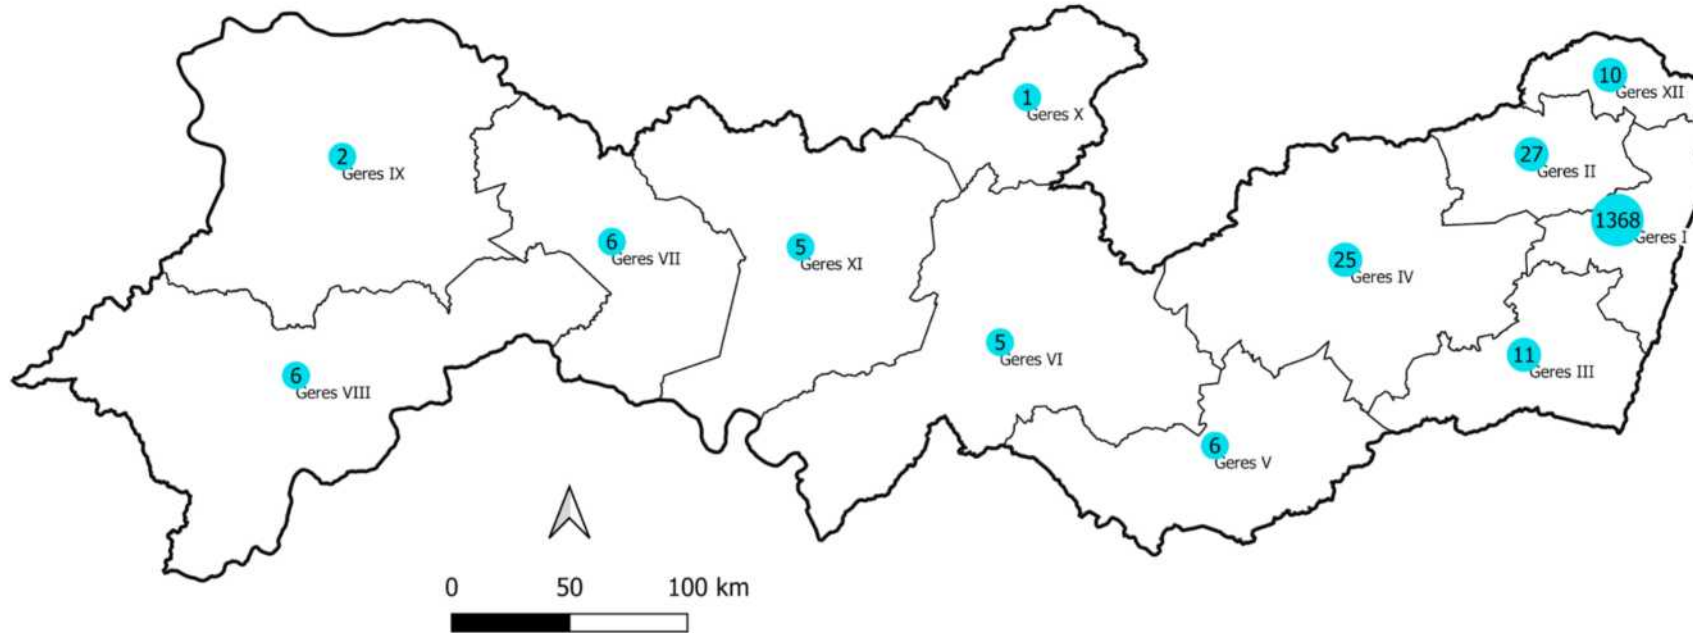 10
Geres XII
1
Geres X
27
Geres II
2
Geres IX
1368
Geres I
6
Geres VII
5
Geres XI
25
Geres IV
5
Geres VI
11
Geres III
6
Geres VIII
6
Geres V
0 50 100 km